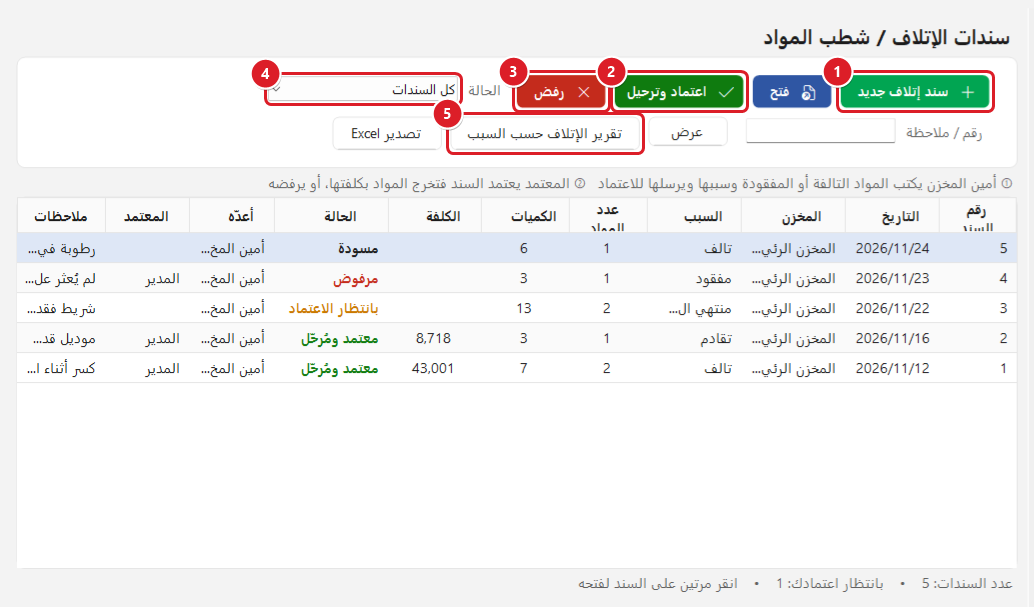 سندات الإتلاف / شطب المواد
1 2 3 4
سند إتلاف جديد فتح اعتماد وترحيل رفض الحالة كل السندات
5
رقم / ملاحظة عرض تقرير الإتلاف حسب السبب تصدير Excel
أمين المخزن يكتب المواد التالفة أو المفقودة وسببها ويرسلها للاعتماد المعتمد يعتمد السند فتخرج المواد بكلفتها، أو يرفضه
رقم السند التاريخ المخزن السبب عدد المواد الكميات الكلفة الحالة أعدّه المعتمد ملاحظات
5 2026/11/24 المخزن الرئي... تالف 1 6 مسودة أمين المخ... رطوبة في...
4 2026/11/23 المخزن الرئي... مفقود 1 3 مرفوض أمين المخ... المدير لم يُعثر عل...
3 2026/11/22 المخزن الرئي... منتهي ال... 2 13 بانتظار الاعتماد أمين المخ... شريط فقد...
2 2026/11/16 المخزن الرئي... تقادم 1 3 8,718 معتمد ومُرحّل أمين المخ... المدير موديل قد...
1 2026/11/12 المخزن الرئي... تالف 2 7 43,001 معتمد ومُرحّل أمين المخ... المدير كسر أثناء ا...
عدد السندات: 5 • بانتظار اعتمادك: 1 • انقر مرتين على السند لفتحه